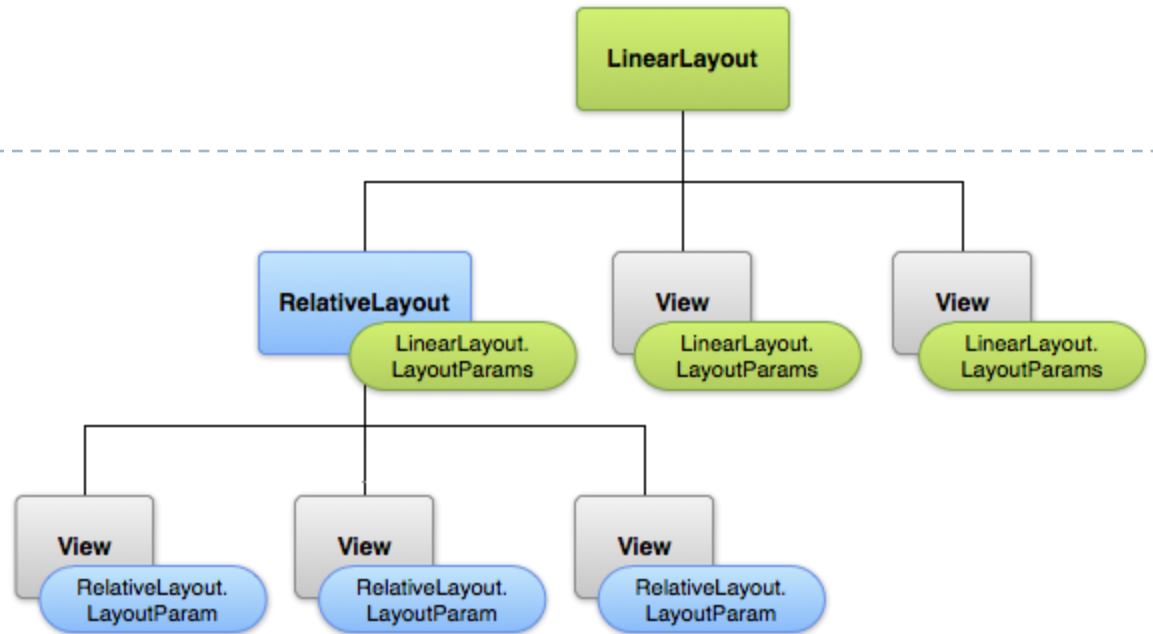 LinearLayout
RelativeLayout
LinearLayout.
LayoutParams
View
LinearLayout.
LayoutParams
View
LinearLayout.
LayoutParams
View
RelativeLayout.
LayoutParam
View
RelativeLayout.
LayoutParam
View
RelativeLayout.
LayoutParam